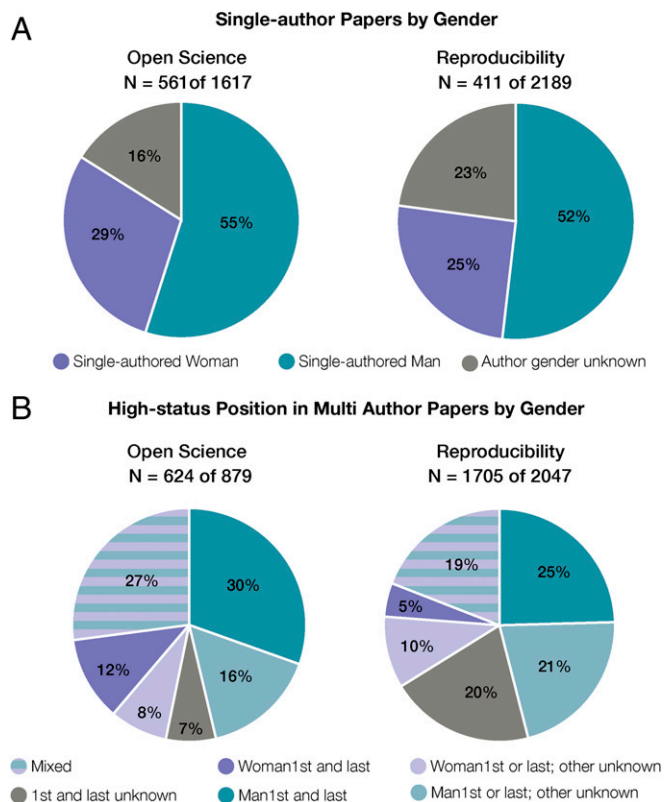 A
Single-author Papers by Gender
Open Science
N = 561of 1617
Reproducibility
N = 411 of 2189
16%
55%
29%
23%
52%
25%
Single-authored Woman
Single-authored Man
Author gender unknown
B
High-status Position in Multi Author Papers by Gender
Open Science
N = 624 of 879
Reproducibility
N = 1705 of 2047
27%
30%
12%
16%
8%
7%
19%
25%
5%
10%
21%
20%
Mixed
Woman1st and last
Woman1st or last; other unknown
1st and last unknown
Man1st and last
Man1st or last; other unknown